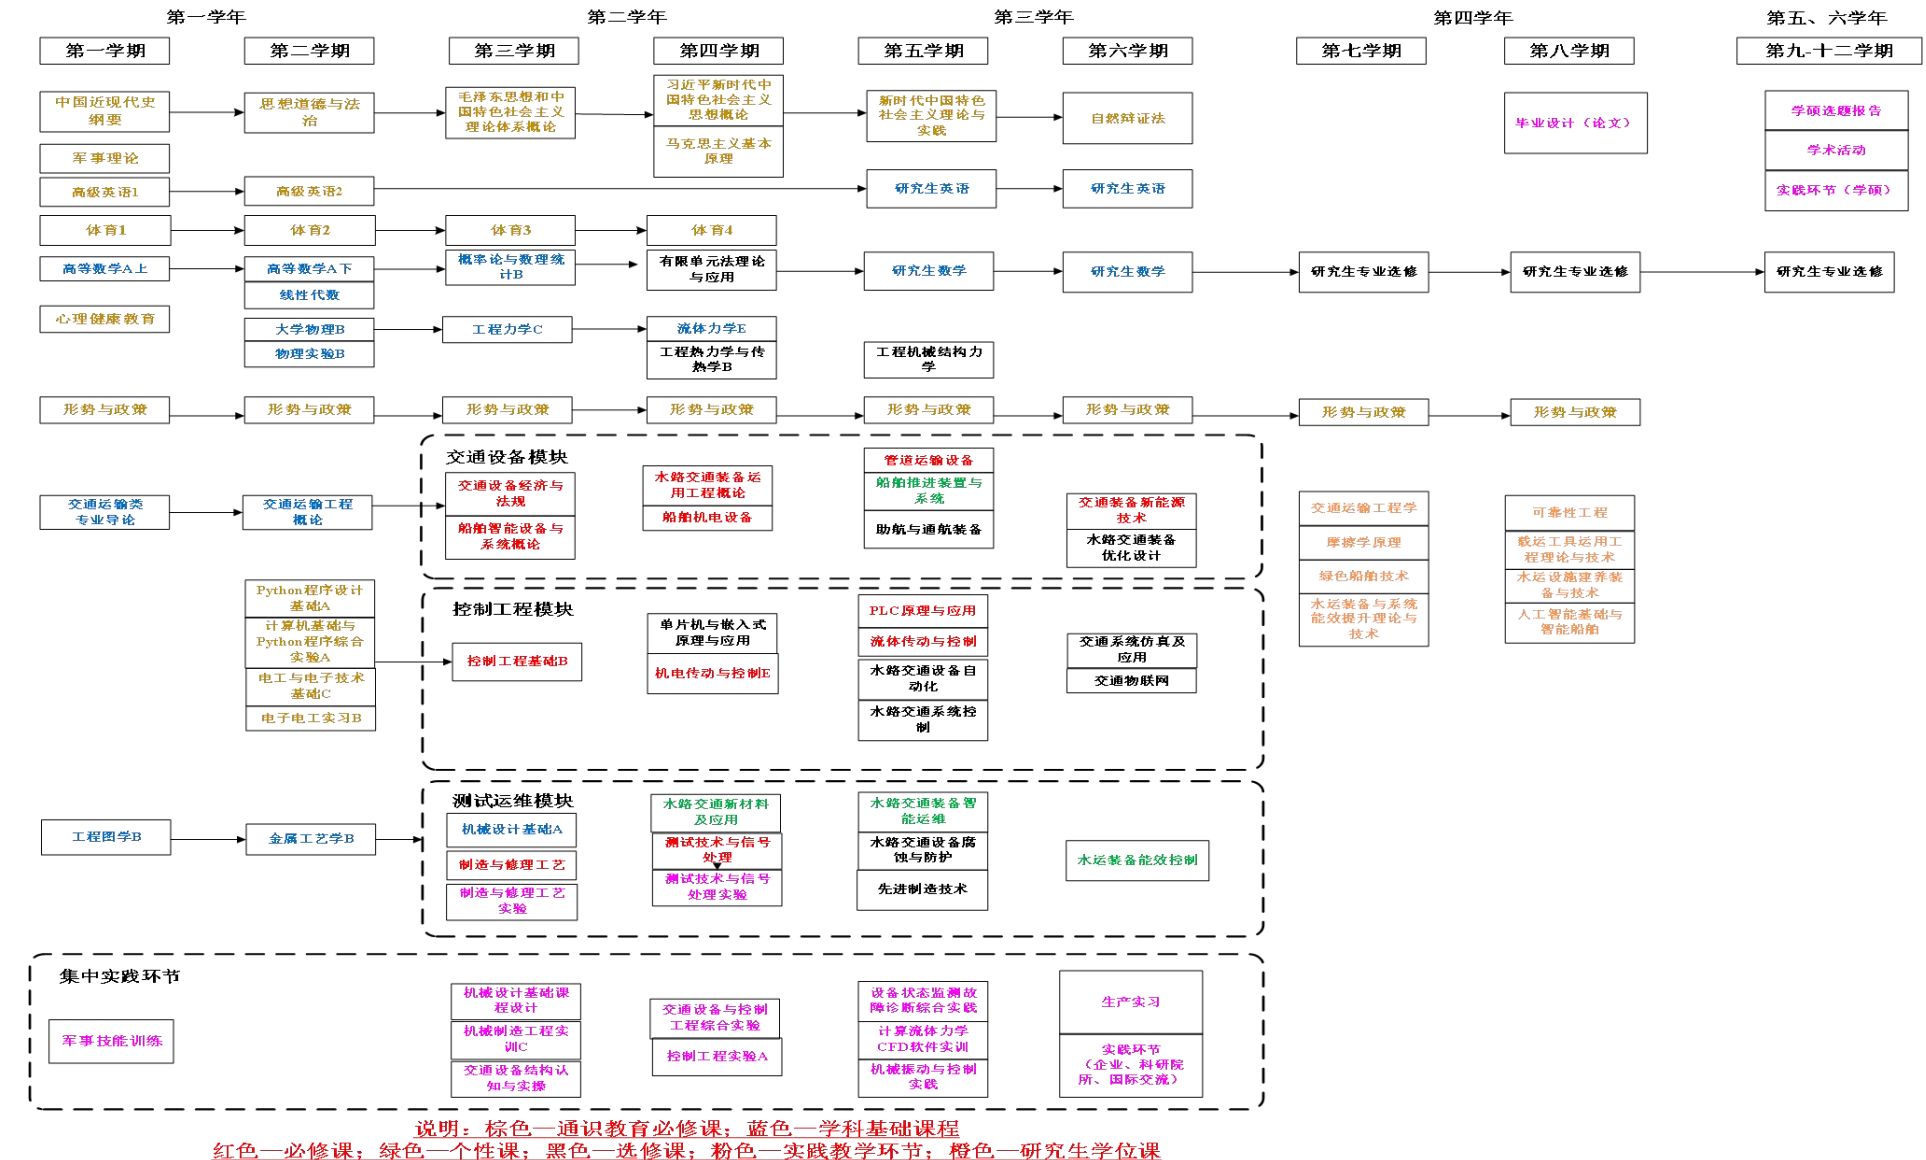 第一学年
第二学年
第三学年
第四学年
第五、六学年
第一学期
第二学期
第三学期
第四学期
第五学期
第六学期
第七学期
第八学期
第九-十二学期
中国近现代史
纲要
思想道德与法
治
毛泽东思想和中
国特色社会主义
理论体系概论
习近平新时代中
国特色社会主义
思想概论
马克思主义基本
原理
新时代中国特色
社会主义理论与
实践
自然辩证法
毕业设计（论文）
学硕选题报告
学术活动
实践环节（学硕）
军事理论
高级英语1
高级英语2
研究生英语
研究生英语
体育1
体育2
体育3
体育4
高等数学A上
高等数学A下
线性代数
概率论与数理统
计B
有限单元法理论
与应用
研究生数学
研究生数学
研究生专业选修
研究生专业选修
研究生专业选修
心理健康教育
大学物理B
物理实验B
工程力学C
流体力学E
工程热力学与传
热学B
工程机械结构力
学
形势与政策
形势与政策
形势与政策
形势与政策
形势与政策
形势与政策
形势与政策
形势与政策
交通运输类
专业导论
交通运输工程
概论
交通设备模块
交通设备经济与
法规
船舶智能设备与
系统概论
水路交通装备运
用工程概论
船舶机电设备
管道运输设备
船舶推进装置与
系统
助航与通航装备
交通装备新能源
技术
水路交通装备
优化设计
交通运输工程学
摩擦学原理
绿色船舶技术
水运装备与系统
能效提升理论与
技术
可靠性工程
载运工具运用工
程理论与技术
水运设施建养装
备与技术
人工智能基础与
智能船舶
Python程序设计
基础A
计算机基础与
Python程序综合
实验A
电工与电子技术
基础C
电子电工实习B
控制工程模块
控制工程基础B
单片机与嵌入式
原理与应用
机电传动与控制E
PLC原理与应用
流体传动与控制
水路交通设备自
动化
水路交通系统控
制
交通系统仿真及
应用
交通物联网
工程图学B
金属工艺学B
测试运维模块
机械设计基础A
制造与修理工艺
制造与修理工艺
实验
水路交通新材料
及应用
测试技术与信号
处理
测试技术与信号
处理实验
水路交通装备智
能运维
水路交通设备腐
蚀与防护
先进制造技术
水运装备能效控制
集中实践环节
军事技能训练
机械设计基础课
程设计
机械制造工程实
训C
交通设备结构认
知与实操
交通设备与控制
工程综合实验
控制工程实验A
设备状态监测故
障诊断综合实践
计算流体力学
CFD软件实训
机械振动与控制
实践
生产实习
实践环节
（企业、科研院
所、国际交流）
说明：棕色—通识教育必修课；蓝色—学科基础课程
红色—必修课；绿色—个性课；黑色—选修课；粉色—实践教学环节；橙色—研究生学位课